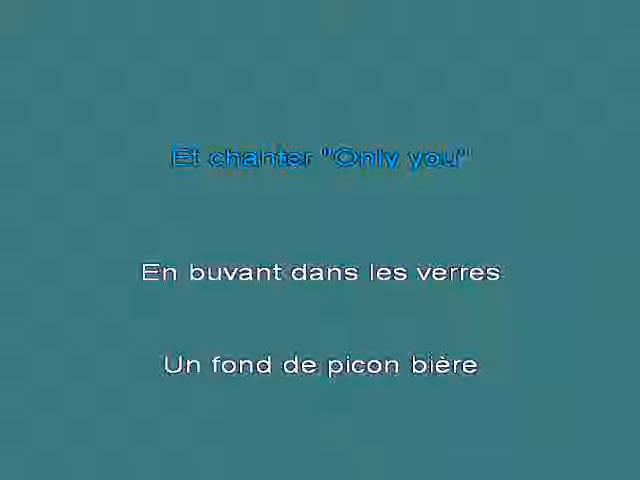 Et chanter "Only you"
En buvant dans les verres
Un fond de picon bière